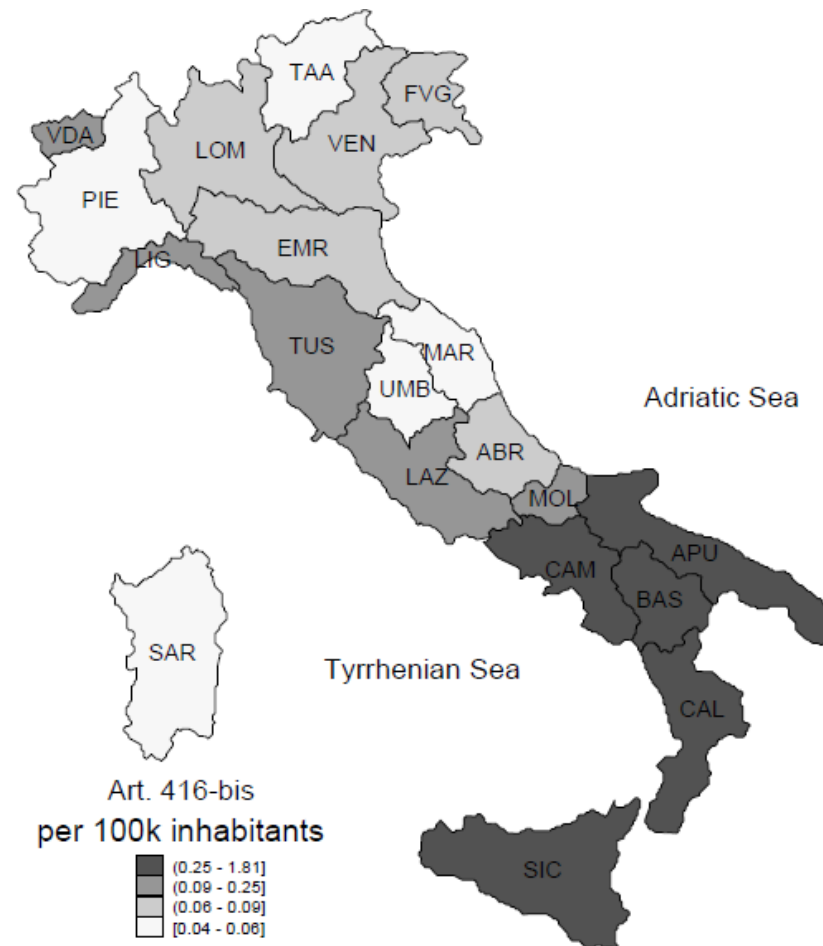 TAA
FVG
VDA
LOM
VEN
PIE
EMR
LIG
TUS
MAR
UMB
Adriatic Sea
ABR
LAZ
MOL
APU
CAM
BAS
SAR
Tyrrhenian Sea
CAL
Art. 416-bis
per 100k inhabitants
SIC
(0.25 - 1.81]
(0.09 - 0.25]
(0.06 - 0.09]
[0.04 - 0.06]